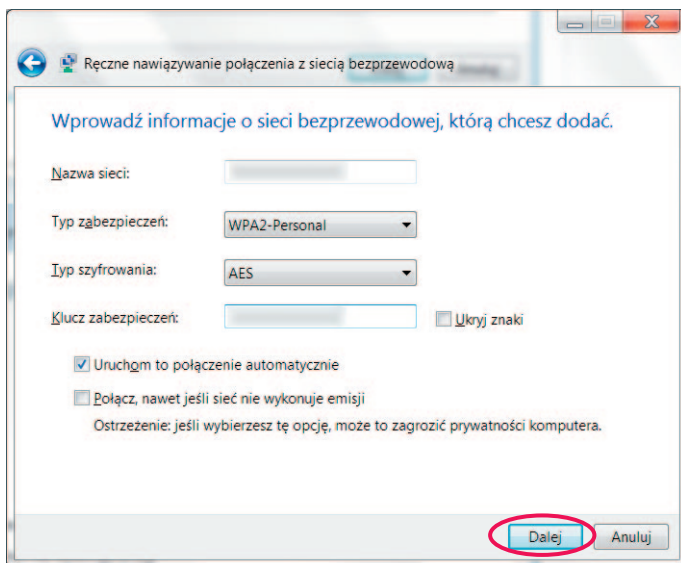 Ręczne nawiązywanie połączenia z siecią bezprzewodową
Wprowadź informacje o sieci bezprzewodowej, którą chcesz dodać.
Nazwa sieci:
Typ zabezpieczeń: WPA2-Personal
Typ szyfrowania: AES
Klucz zabezpieczeń: Ukryj znaki
Uruchom to połączenie automatycznie
Połącz, nawet jeśli sieć nie wykonuje emisji
Ostrzeżenie: jeśli wybierzesz tę opcję, może to zagrozić prywatności komputera.
Dalej Anuluj